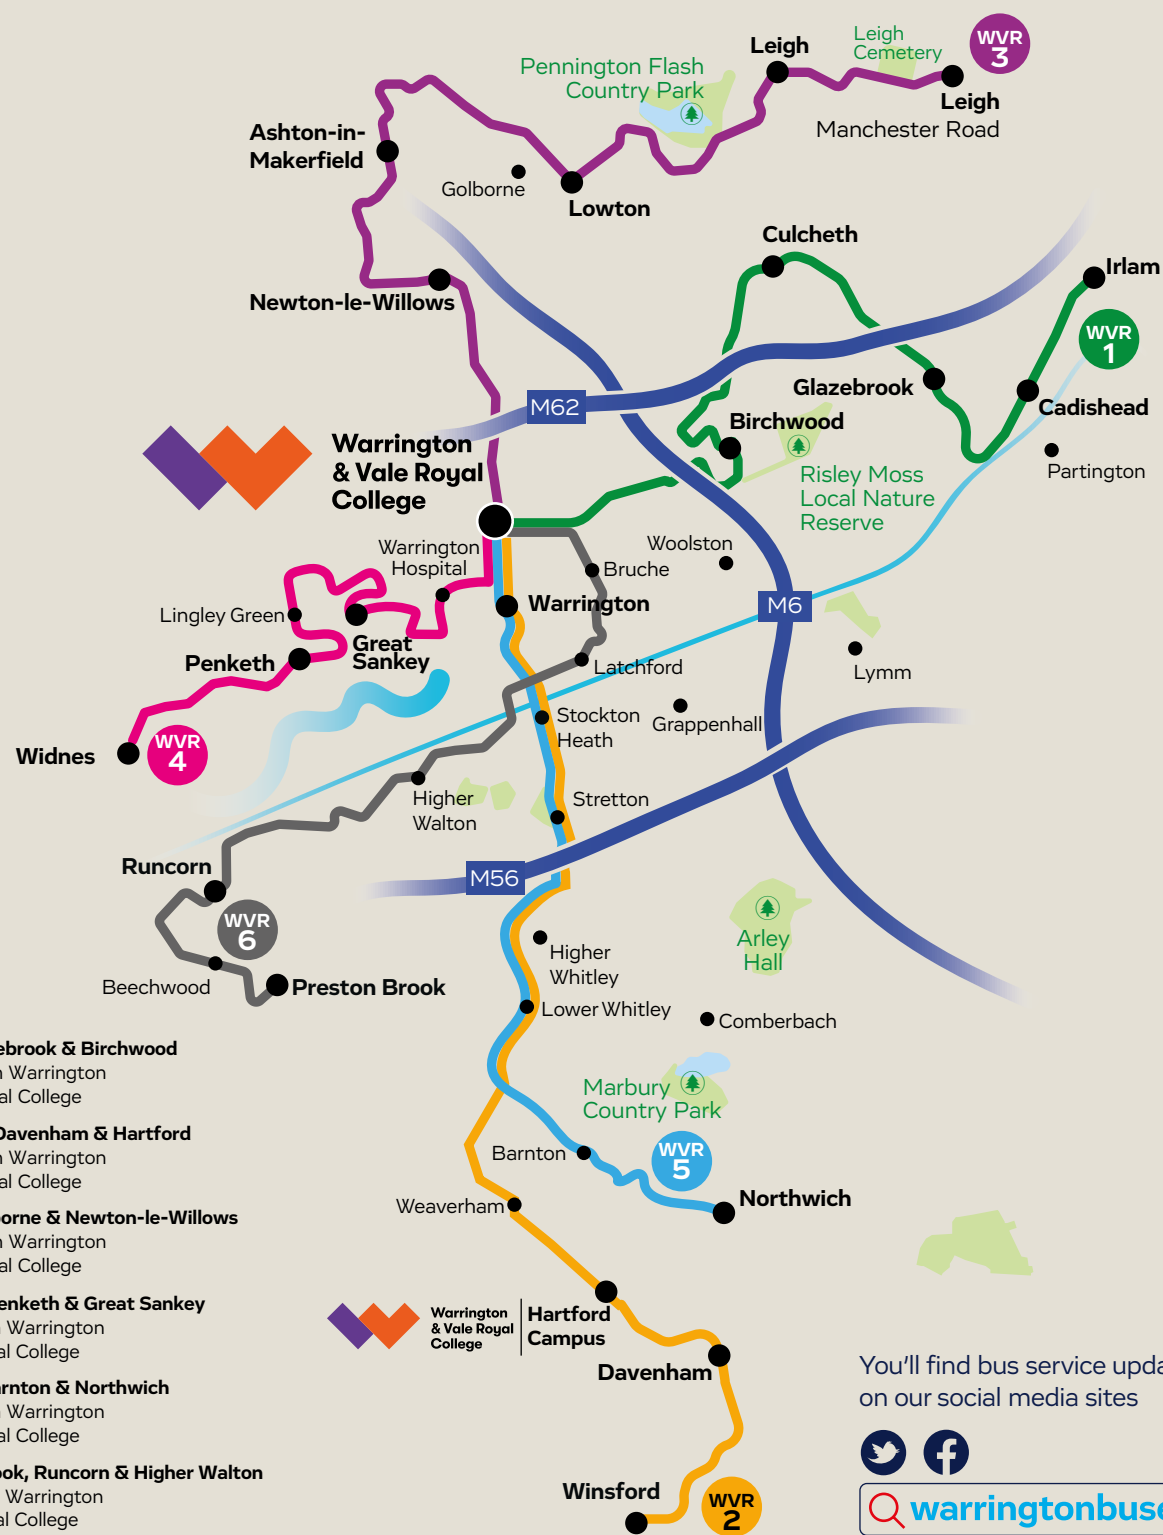 Leigh
Cemetery
WVR
3
Leigh
Pennington Flash
Country Park
Leigh
Manchester Road
Ashton-in-
Makerfield
Golborne
Lowton
Culcheth
Irlam
Newton-le-Willows
WVR
1
Glazebrook
M62
Cadishead
Birchwood
Warrington
& Vale Royal
College
Partington
Risley Moss
Local Nature
Reserve
Warrington
Hospital
Woolston
Bruche
Lingley Green
Warrington
M6
Great
Sankey
Penketh
Latchford
Lymm
Stockton
Heath
Grappenhall
Widnes
WVR
4
Higher
Walton
Stretton
Runcorn
M56
WVR
6
Arley
Hall
Higher
Whitley
Beechwood
Preston Brook
Lower Whitley
Comberbach
ebrook & Birchwood
n Warrington
al College
Marbury
Country Park
Davenham & Hartford
n Warrington
al College
Barnton
WVR
5
Northwich
Weaverham
orne & Newton-le-Willows
n Warrington
al College
enketh & Great Sankey
n Warrington
al College
Warrington
& Vale Royal
College
Hartford
Campus
Davenham
You'll find bus service upda
on our social media sites
arnton & Northwich
n Warrington
al College
ook, Runcorn & Higher Walton
Warrington
al College
Winsford
WVR
2
warringtonbuse